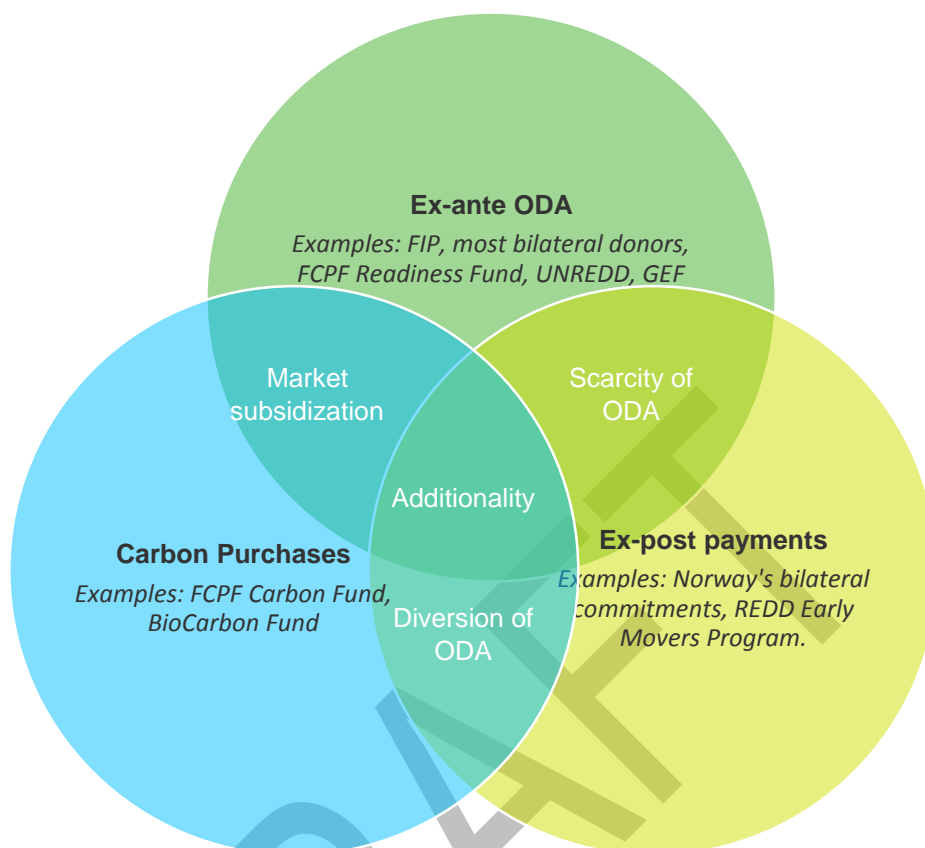 Ex-ante ODA
Examples: FIP, most bilateral donors,
FCPF Readiness Fund, UNREDD, GEF
Market
subsidization
Scarcity of
ODA
Additionality
Carbon Purchases
Examples: FCPF Carbon Fund,
BioCarbon Fund
Ex-post payments
Examples: Norway's bilateral
commitments, REDD Early
Movers Program.
Diversion of
ODA